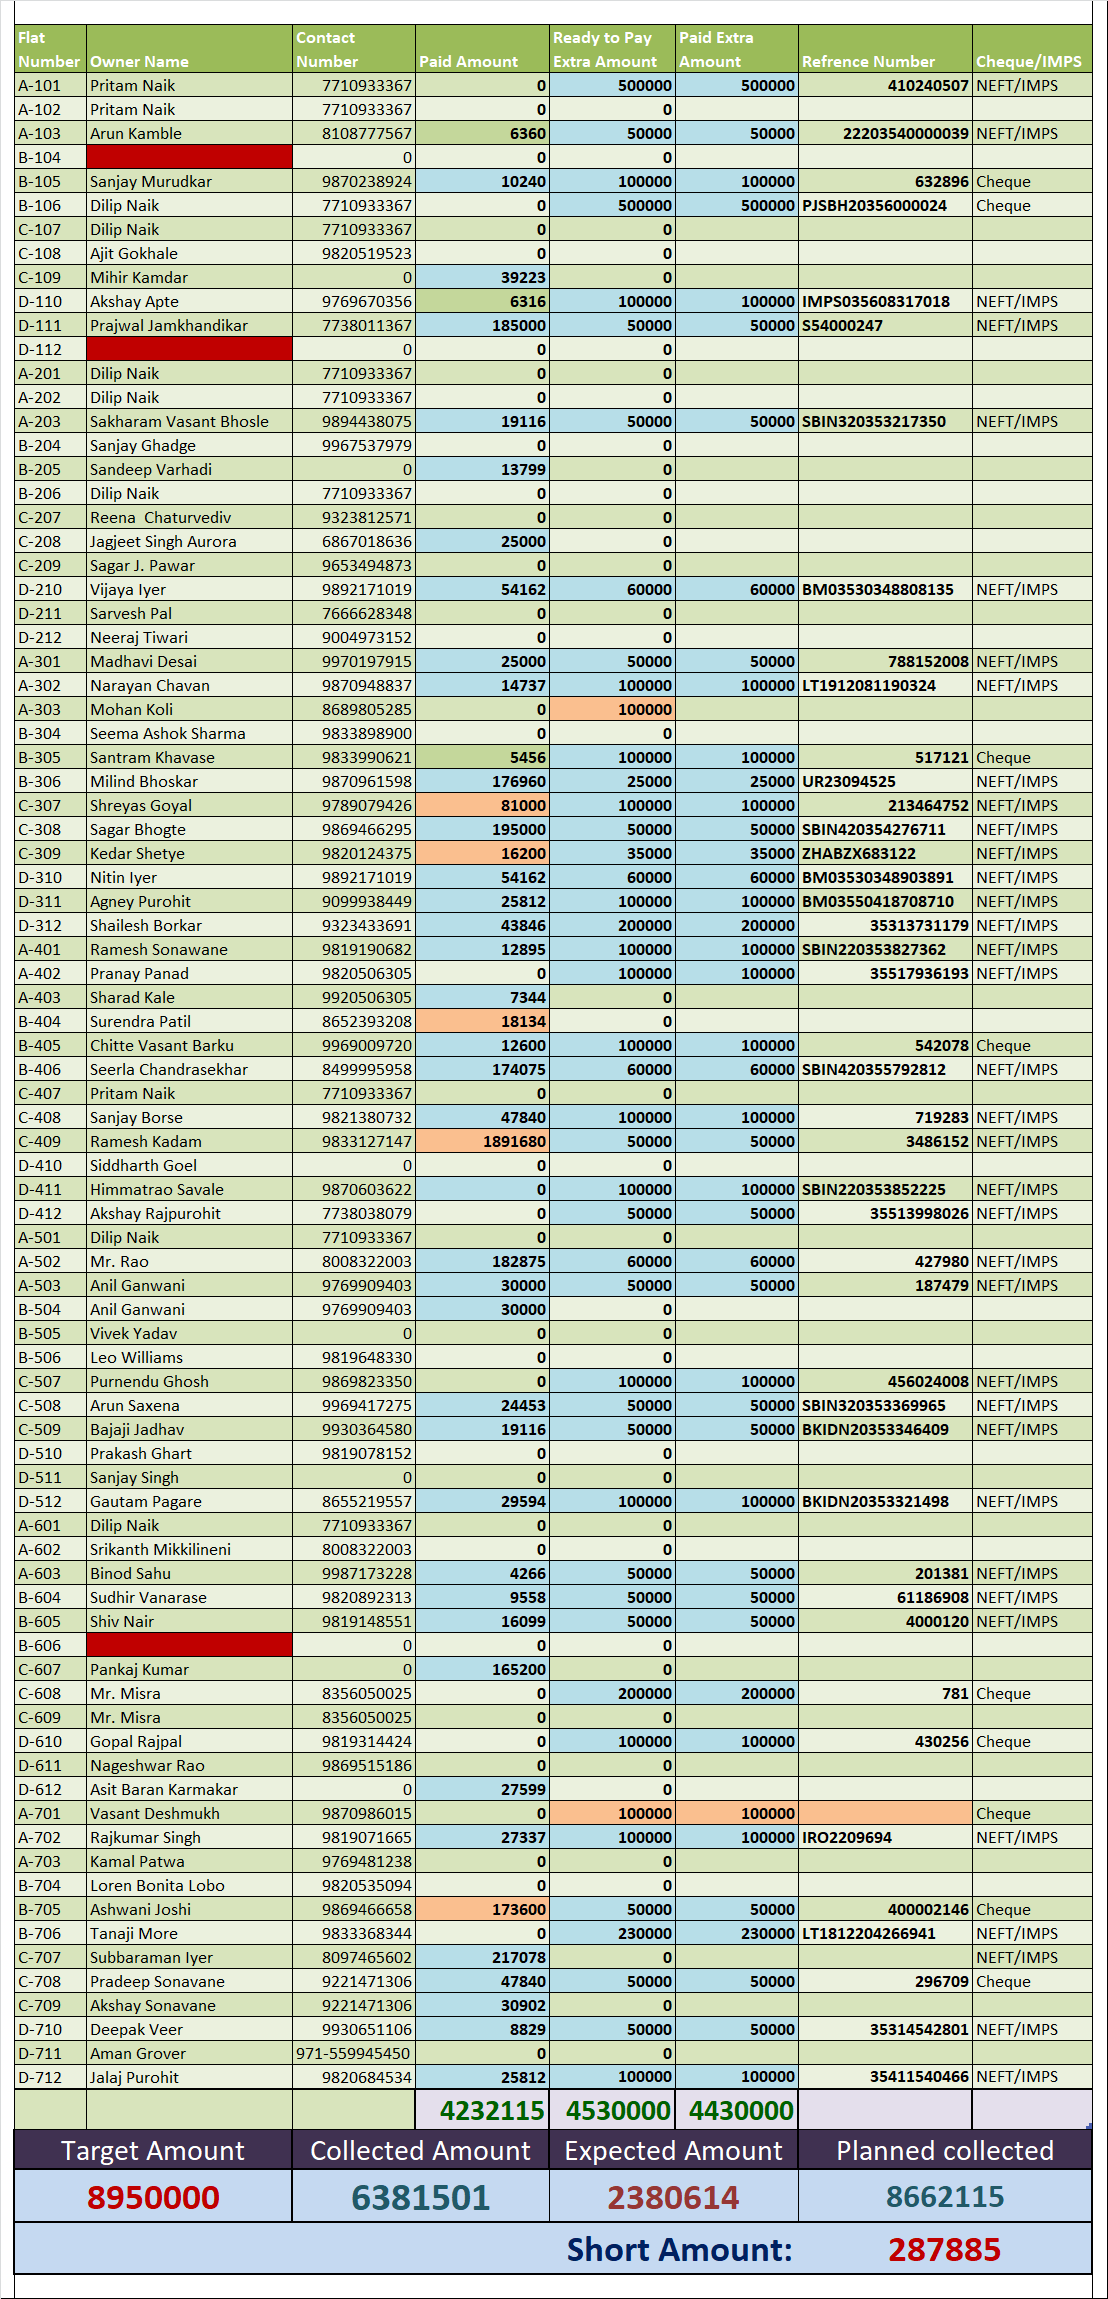 Flat Number Owner Name Contact Number Paid Amount Ready to Pay Extra Amount Paid Extra Amount Refrence Number Cheque/IMPS
A-101 Pritam Naik 7710933367 0 500000 500000 410240507 NEFT/IMPS
A-102 Pritam Naik 7710933367 0 0
A-103 Arun Kamble 8108777567 6360 50000 50000 22203540000039 NEFT/IMPS
B-104 0 0 0
B-105 Sanjay Murudkar 9870238924 10240 100000 100000 632896 Cheque
B-106 Dilip Naik 7710933367 0 500000 500000 PJSBH20356000024 Cheque
C-107 Dilip Naik 7710933367 0 0
C-108 Ajit Gokhale 9820519523 0 0
C-109 Mihir Kamdar 0 39223 0
D-110 Akshay Apte 9769670356 6316 100000 100000 IMPS035608317018 NEFT/IMPS
D-111 Prajwal Jamkhandikar 7738011367 185000 50000 50000 S54000247 NEFT/IMPS
D-112 0 0 0
A-201 Dilip Naik 7710933367 0 0
A-202 Dilip Naik 7710933367 0 0
A-203 Sakharam Vasant Bhosle 9894438075 19116 50000 50000 SBIN320353217350 NEFT/IMPS
B-204 Sanjay Ghadge 9967537979 0 0
B-205 Sandeep Varhadi 0 13799 0
B-206 Dilip Naik 7710933367 0 0
C-207 Reena  Chaturvediv 9323812571 0 0
C-208 Jagjeet Singh Aurora 6867018636 25000 0
C-209 Sagar J. Pawar 9653494873 0 0
D-210 Vijaya Iyer 9892171019 54162 60000 60000 BM03530348808135 NEFT/IMPS
D-211 Sarvesh Pal 7666628348 0 0
D-212 Neeraj Tiwari 9004973152 0 0
A-301 Madhavi Desai 9970197915 25000 50000 50000 788152008 NEFT/IMPS
A-302 Narayan Chavan 9870948837 14737 100000 100000 LT1912081190324 NEFT/IMPS
A-303 Mohan Koli 8689805285 0 100000
B-304 Seema Ashok Sharma 9833898900 0 0
B-305 Santram Khavase 9833990621 5456 100000 100000 517121 Cheque
B-306 Milind Bhoskar 9870961598 176960 25000 25000 UR23094525 NEFT/IMPS
C-307 Shreyas Goyal 9789079426 81000 100000 100000 213464752 NEFT/IMPS
C-308 Sagar Bhogte 9869466295 195000 50000 50000 SBIN420354276711 NEFT/IMPS
C-309 Kedar Shetye 9820124375 16200 35000 35000 ZHABZX683122 NEFT/IMPS
D-310 Nitin Iyer 9892171019 54162 60000 60000 BM03530348903891 NEFT/IMPS
D-311 Agney Purohit 9099938449 25812 100000 100000 BM03550418708710 NEFT/IMPS
D-312 Shailesh Borkar 9323433691 43846 200000 200000 35313731179 NEFT/IMPS
A-401 Ramesh Sonawane 9819190682 12895 100000 100000 SBIN220353827362 NEFT/IMPS
A-402 Pranay Panad 9820506305 0 100000 100000 35517936193 NEFT/IMPS
A-403 Sharad Kale 9920506305 7344 0
B-404 Surendra Patil 8652393208 18134 0
B-405 Chitte Vasant Barku 9969009720 12600 100000 100000 542078 Cheque
B-406 Seerla Chandrasekhar 8499995958 174075 60000 60000 SBIN420355792812 NEFT/IMPS
C-407 Pritam Naik 7710933367 0 0
C-408 Sanjay Borse 9821380732 47840 100000 100000 719283 NEFT/IMPS
C-409 Ramesh Kadam 9833127147 1891680 50000 50000 3486152 NEFT/IMPS
D-410 Siddharth Goel 0 0 0
D-411 Himmatrao Savale 9870603622 0 100000 100000 SBIN220353852225 NEFT/IMPS
D-412 Akshay Rajpurohit 7738038079 0 50000 50000 35513998026 NEFT/IMPS
A-501 Dilip Naik 7710933367 0 0
A-502 Mr. Rao 8008322003 182875 60000 60000 427980 NEFT/IMPS
A-503 Anil Ganwani 9769909403 30000 50000 50000 187479 NEFT/IMPS
B-504 Anil Ganwani 9769909403 30000 0
B-505 Vivek Yadav 0 0 0
B-506 Leo Williams 9819648330 0 0
C-507 Purnendu Ghosh 9869823350 0 100000 100000 456024008 NEFT/IMPS
C-508 Arun Saxena 9969417275 24453 50000 50000 SBIN320353369965 NEFT/IMPS
C-509 Bajaji Jadhav 9930364580 19116 50000 50000 BKIDN20353346409 NEFT/IMPS
D-510 Prakash Ghart 9819078152 0 0
D-511 Sanjay Singh 0 0 0
D-512 Gautam Pagare 8655219557 29594 100000 100000 BKIDN20353321498 NEFT/IMPS
A-601 Dilip Naik 7710933367 0 0
A-602 Srikanth Mikkilineni 8008322003 0 0
A-603 Binod Sahu 9987173228 4266 50000 50000 201381 NEFT/IMPS
B-604 Sudhir Vanarase 9820892313 9558 50000 50000 61186908 NEFT/IMPS
B-605 Shiv Nair 9819148551 16099 50000 50000 4000120 NEFT/IMPS
B-606 0 0 0
C-607 Pankaj Kumar 0 165200 0
C-608 Mr. Misra 8356050025 0 200000 200000 781 Cheque
C-609 Mr. Misra 8356050025 0 0
D-610 Gopal Rajpal 9819314424 0 100000 100000 430256 Cheque
D-611 Nageshwar Rao 9869515186 0 0
D-612 Asit Baran Karmakar 0 27599 0
A-701 Vasant Deshmukh 9870986015 0 100000 100000 Cheque
A-702 Rajkumar Singh 9819071665 27337 100000 100000 IRO2209694 NEFT/IMPS
A-703 Kamal Patwa 9769481238 0 0
B-704 Loren Bonita Lobo 9820535094 0 0
B-705 Ashwani Joshi 9869466658 173600 50000 50000 400002146 Cheque
B-706 Tanaji More 9833368344 0 230000 230000 LT1812204266941 NEFT/IMPS
C-707 Subbaraman Iyer 8097465602 217078 0 NEFT/IMPS
C-708 Pradeep Sonavane 9221471306 47840 50000 50000 296709 Cheque
C-709 Akshay Sonavane 9221471306 30902 0
D-710 Deepak Veer 9930651106 8829 50000 50000 35314542801 NEFT/IMPS
D-711 Aman Grover 971-559945450 0 0
D-712 Jalaj Purohit 9820684534 25812 100000 100000 35411540466 NEFT/IMPS
4232115 4530000 4430000
Target Amount Collected Amount Expected Amount Planned collected
8950000 6381501 2380614 8662115
Short Amount: 287885